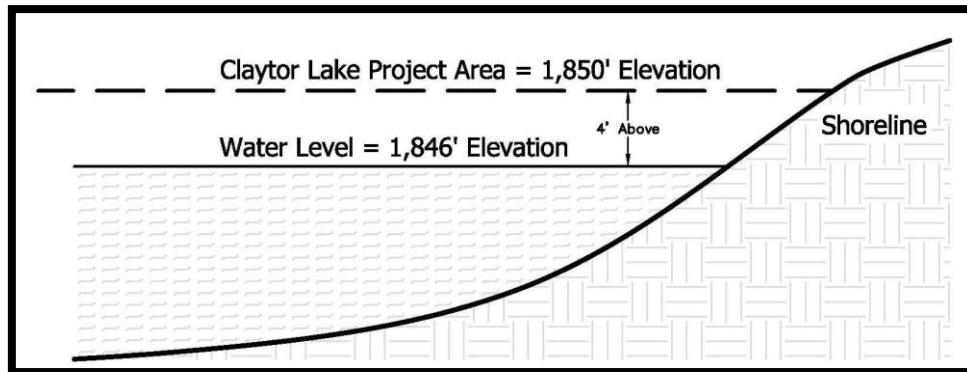 Claytor Lake Project Area = 1,850' Elevation
4' Above
Shoreline
Water Level = 1,846' Elevation